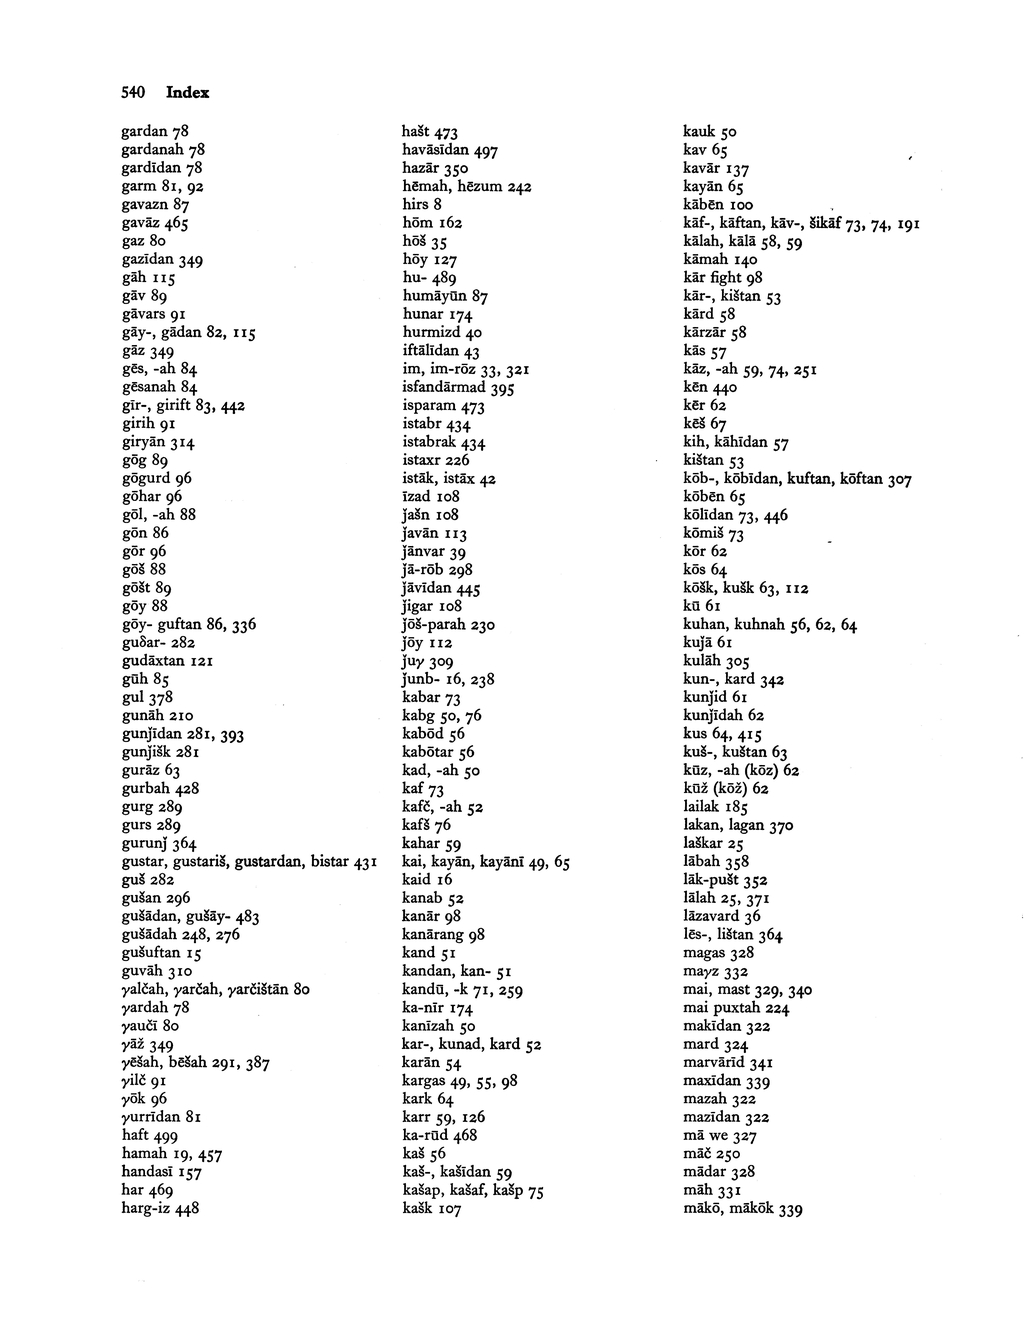 540 Index
gardan 78
gardanah 78
gardīdan 78
garm 81, 92
gavazn 87
gavāz 465
gaz 80
gazīdan 349
gāh 115
gāv 89
gāvars 91
gāy-, gādan 82, 115
gāz 349
gēs, -ah 84
gēsanah 84
gīr-, girift 83, 442
girih 91
giryān 314
gōg 89
gōgurd 96
gōhar 96
gōl, -ah 88
gōn 86
gōr 96
gōš 88
gōšt 89
gōy 88
gōy- guftan 86, 336
guδar- 282
gudāxtan 121
gūh 85
gul 378
gunāh 210
gunǰīdan 281, 393
gunǰišk 281
gurāz 63
gurbah 428
gurg 289
gurs 289
gurunǰ 364
gustar, gustariš, gustardan, bistar 431
guš 282
gušan 296
gušādan, gušāy- 483
gušādah 248, 276
gušuftan 15
guvāh 310
γalčah, γarčah, γarčištān 80
γardah 78
γaučī 80
γāž 349
γēšah, bēšah 291, 387
γilč 91
γōk 96
γurrīdan 81
haft 499
hamah 19, 457
handasī 157
har 469
harg-iz 448
hašt 473
havāsīdan 497
hazār 350
hēmah, hēzum 242
hirs 8
hōm 162
hōš 35
hōy 127
hu- 489
humāyūn 87
hunar 174
hurmizd 40
iftālīdan 43
im, im-rōz 33, 321
isfandārmad 395
isparam 473
istabr 434
istabrak 434
istaxr 226
istāk, istāx 42
īzad 108
ǰašn 108
ǰavān 113
ǰānvar 39
ǰā-rōb 298
ǰāvīdan 445
ǰigar 108
ǰōš-parah 230
ǰōy 112
ǰuγ 309
ǰunb- 16, 238
kabar 73
kabg 50, 76
kabōd 56
kabōtar 56
kad, -ah 50
kaf 73
kafč, -ah 52
kafš 76
kahar 59
kai, kayān, kayānī 49, 65
kaid 16
kanab 52
kanār 98
kanārang 98
kand 51
kandan, kan- 51
kandū, -k 71, 259
ka-nīr 174
kanīzah 50
kar-, kunad, kard 52
karān 54
kargas 49, 55, 98
kark 64
karr 59, 126
ka-rūd 468
kaš 56
kaš-, kašīdan 59
kašap, kašaf, kašp 75
kašk 107
kauk 50
kav 65
kavār 137
kayān 65
kābēn 100
kāf-, kāftan, kāv-, šikāf 73, 74, 191
kālah, kālā 58, 59
kāmah 140
kār fight 98
kār-, kištan 53
kārd 58
kārzār 58
kās 57
kāz, -ah 59, 74, 251
kēn 440
kēr 62
kēš 67
kih, kāhīdan 57
kištan 53
kōb-, kōbīdan, kuftan, kōftan 307
kōbēn 65
kōlīdan 73, 446
kōmiš 73
kōr 62
kōs 64
kōšk, kušk 63, 112
kū 61
kuhan, kuhnah 56, 62, 64
kujā 61
kulāh 305
kun-, kard 342
kunǰid 61
kunǰīdah 62
kus 64, 415
kuš-, kuštan 63
kūz, -ah (kōz) 62
kūž (kōž) 62
lailak 185
lakan, lagan 370
laškar 25
lābah 358
lāk-pušt 352
lālah 25, 371
lāzavard 36
lēs-, lištan 364
magas 328
maγz 332
mai, mast 329, 340
mai puxtah 224
makīdan 322
mard 324
marvārīd 341
maxīdan 339
mazah 322
mazīdan 322
mā we 327
māč 250
mādar 328
māh 331
mākō, mākōk 339